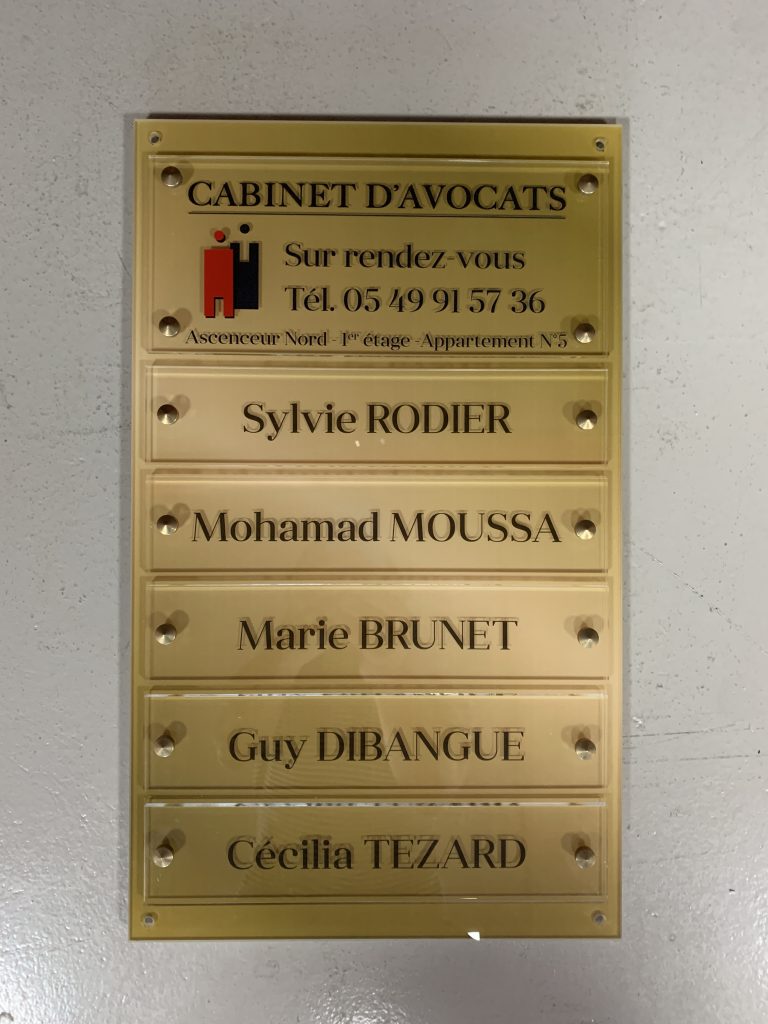 CABINET D'AVOCATS
Sur rendez-vous
Tél. 05 49 91 57 36
Ascenceur Nord - 1er étage -Appartement N°5
Sylvie RODIER
Mohamad MOUSSA
Marie BRUNET
Guy DIBANGUE
Cécilia TEZARD